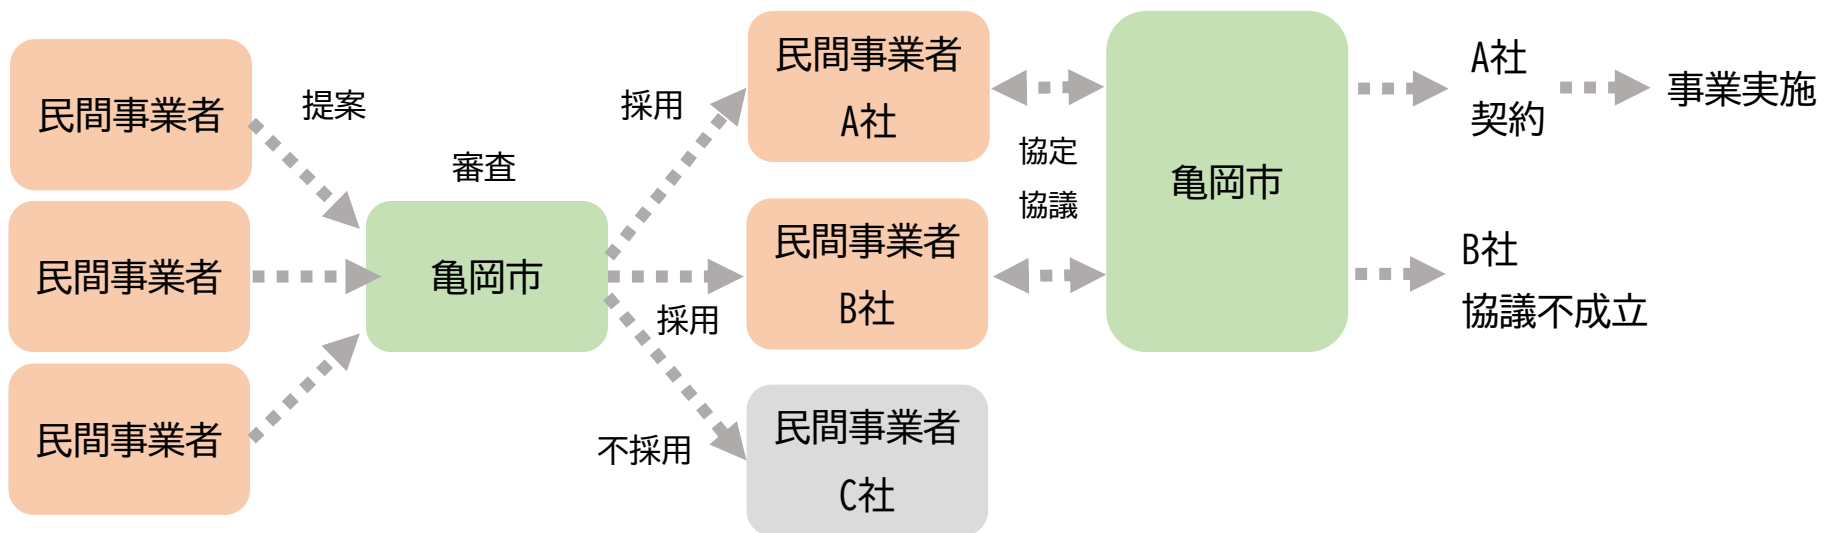 民間事業者
民間事業者
民間事業者
提案
審査
亀岡市
採用
採用
不採用
民間事業者
A社
民間事業者
B社
民間事業者
C社
協定
協議
亀岡市
A社
契約
事業実施
B社
協議不成立